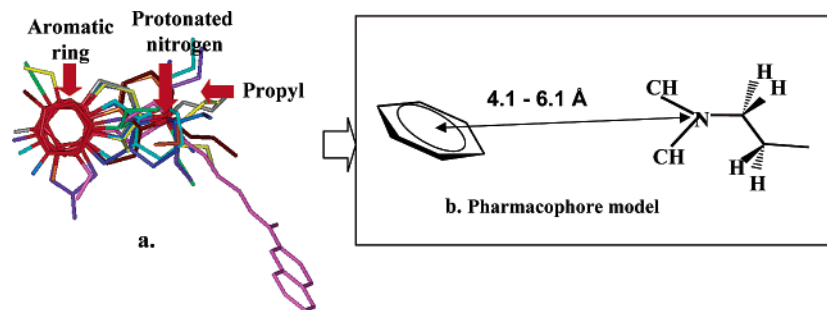 Aromatic
ring
Protonated
nitrogen
Propyl
a.
4.1 - 6.1 Å
CH
N
CH
H
H
H
H
b. Pharmacophore model